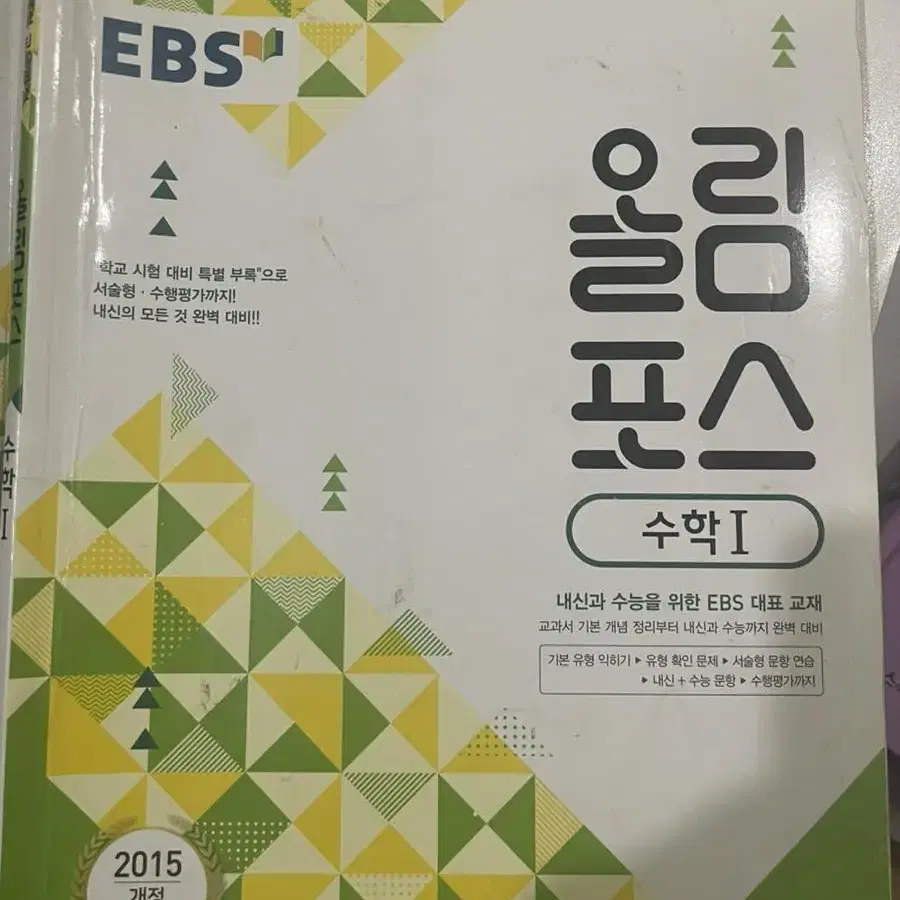 EBS
"학교 시험 대비 특별 부록"으로
서술형 · 수행평가까지!
내신의 모든 것 완벽 대비!!
올림
포스
수학 I
내신과 수능을 위한 EBS 대표 교재
교과서 기본 개념 정리부터 내신과 수능까지 완벽 대비
기본 유형 익히기 ▶ 유형 확인 문제 ▶ 서술형 문항 연습
▶ 내신 + 수능 문항 ▶ 수행평가까지
2015
개정
올림포스
수학 I